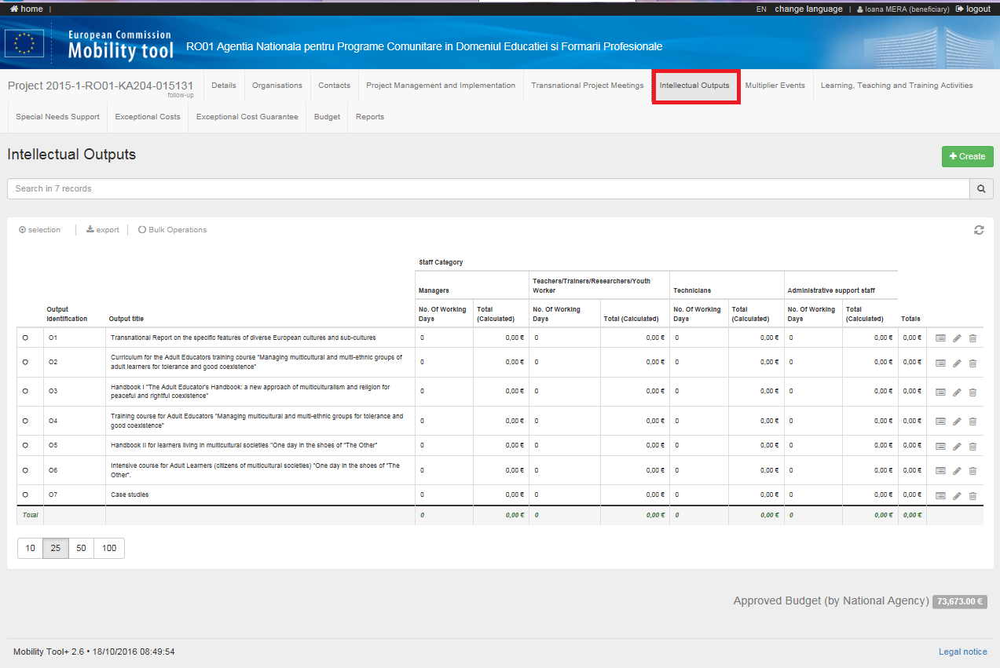 home |
EN change language | Ioana MERA (beneficiary) logout
European Commission
Mobility tool
RO01 Agentia Nationala pentru Programe Comunitare in Domeniul Educatiei si Formarii Profesionale
Project 2015-1-RO01-KA204-015131
follow-up
Details Organisations Contacts Project Management and Implementation Transnational Project Meetings Intellectual Outputs Multiplier Events Learning, Teaching and Training Activities
Special Needs Support Exceptional Costs Exceptional Cost Guarantee Budget Reports
Intellectual Outputs
Create
Search in 7 records
selection export Bulk Operations
Staff Category
Managers Teachers/Trainers/Researchers/Youth Worker Technicians Administrative support staff
Output Identification Output title No. Of Working Days Total (Calculated) No. Of Working Days Total (Calculated) No. Of Working Days Total (Calculated) No. Of Working Days Total (Calculated) Totals
O1 Transnational Report on the specific features of diverse European cultures and sub-cultures 0 0,00 € 0 0,00 € 0 0,00 € 0 0,00 € 0,00 €
O2 Curriculum for the Adult Educators training course "Managing multicultural and multi-ethnic groups of
adult learners for tolerance and good coexistence" 0 0,00 € 0 0,00 € 0 0,00 € 0 0,00 € 0,00 €
O3 Handbook I "The Adult Educator's Handbook: a new approach of multiculturalism and religion for
peaceful and rightful coexistence" 0 0,00 € 0 0,00 € 0 0,00 € 0 0,00 € 0,00 €
O4 Training course for Adult Educators "Managing multicultural and multi-ethnic groups for tolerance and
good coexistence" 0 0,00 € 0 0,00 € 0 0,00 € 0 0,00 € 0,00 €
O5 Handbook II for learners living in multicultural societies "One day in the shoes of "The Other" 0 0,00 € 0 0,00 € 0 0,00 € 0 0,00 € 0,00 €
O6 Intensive course for Adult Learners (citizens of multicultural societies) "One day in the shoes of "The
Other". 0 0,00 € 0 0,00 € 0 0,00 € 0 0,00 € 0,00 €
O7 Case studies 0 0,00 € 0 0,00 € 0 0,00 € 0 0,00 € 0,00 €
Total 0 0,00 € 0 0,00 € 0 0,00 € 0 0,00 € 0,00 €
10 25 50 100
Approved Budget (by National Agency) 73,673.00 €
Mobility Tool+ 2.6 • 18/10/2016 08:49:54
Legal notice